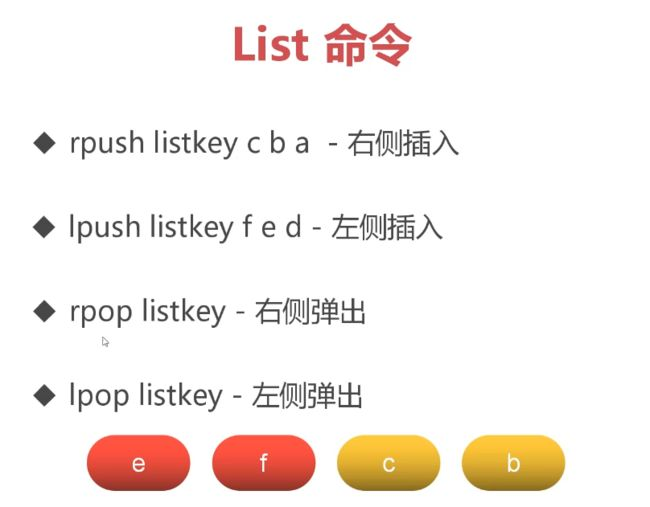 List 命令
◆ rpush listkey c b a - 右侧插入
◆ lpush listkey f e d - 左侧插入
◆ rpop listkey - 右侧弹出
◆ lpop listkey - 左侧弹出
e f c b